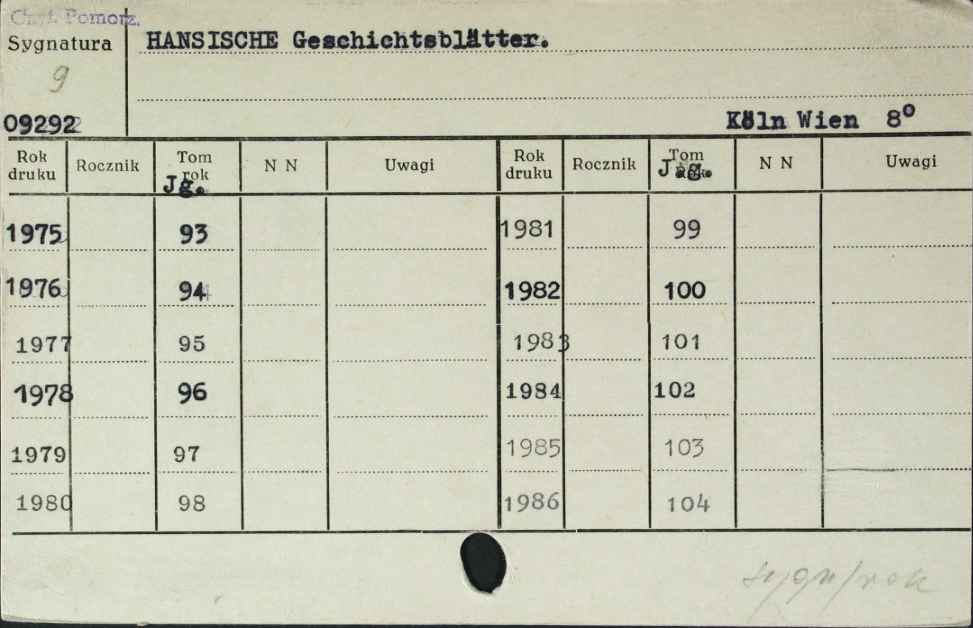 Czyt. Pomorz.
Sygnatura HANSISCHE Geschichtsblätter.
9
09292 Köln Wien 8°
Rok druku Rocznik Tom rok Jg. N N Uwagi Rok druku Rocznik Tom Jg. N N Uwagi
1975 93 1981 99
1976 94 1982 100
1977 95 1983 101
1978 96 1984 102
1979 97 1985 103
1980 98 1986 104
sygn/rok